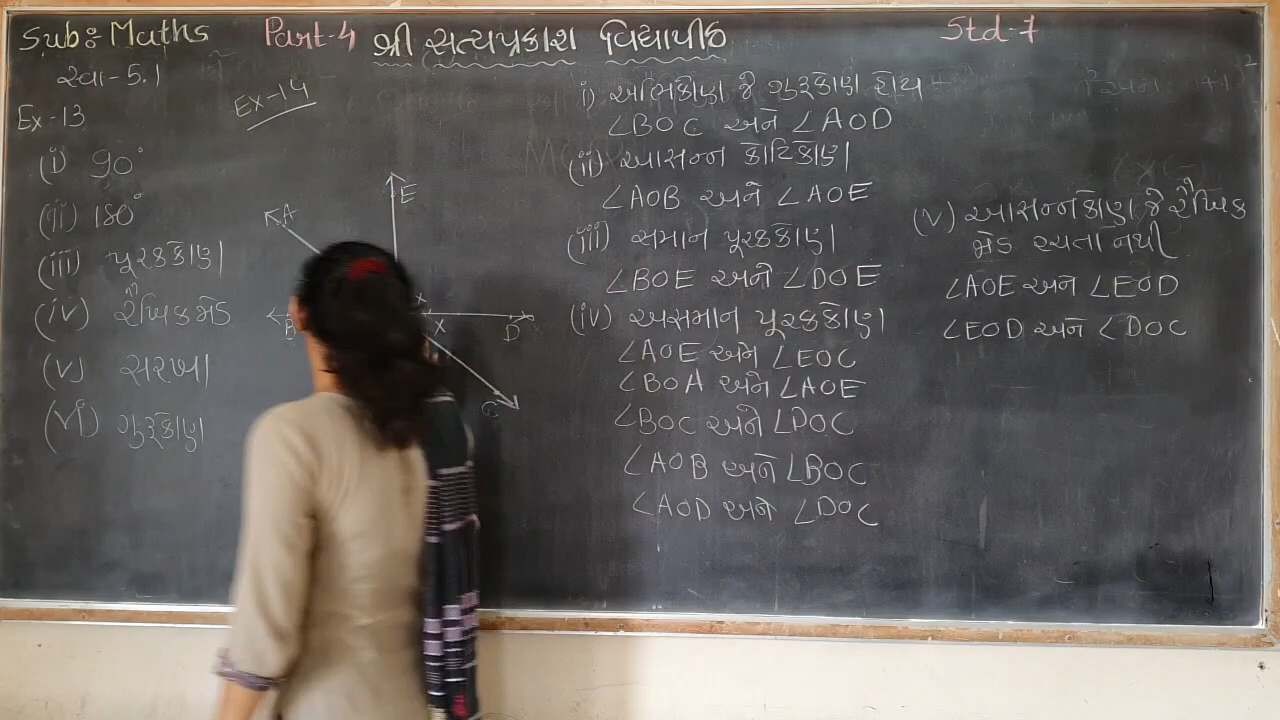 Sub: Maths Part-4 શ્રી સત્યપ્રકાશ વિદ્યાપીઠ Std-7
સ્વા-5.1
Ex-13
(i) 90°
(ii) 180°
(iii) પૂરકકોણ
(iv) રૈખિકજોડ
(v) સરખા
(vi) ગુરૂકોણ
Ex-14
A
E
B
D
C
x
x
i) અભિકોણ જે ગુરૂકોણ હોય
∠BOC અને ∠AOD
(ii) આસન્ન કોટિકોણ
∠AOB અને ∠AOE
(iii) સમાન પૂરકકોણ
∠BOE અને ∠DOE
(iv) અસમાન પૂરકકોણ
∠AOE અને ∠EOC
∠BOA અને ∠AOE
∠BOC અને ∠DOC
∠AOB અને ∠BOC
∠AOD અને ∠DOC
(v) આસન્નકોણ જે રૈખિક
જોડ રચતા નથી
∠AOE અને ∠EOD
∠EOD અને ∠DOC